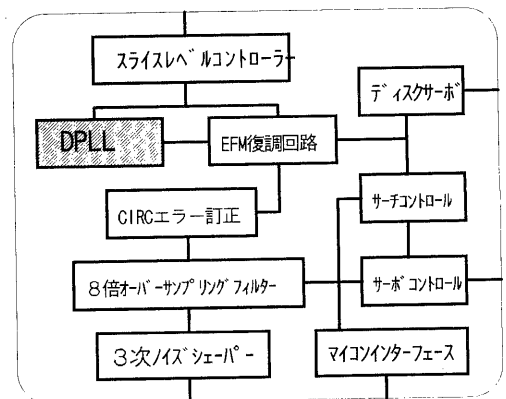 スライスレベルコントローラー
ディスクサーボ
DPLL
EFM復調回路
CIRCエラー訂正
サーチコントロール
8倍オーバーサンプリングフィルター
サーボコントロール
3次ノイズシェーパー
マイコンインターフェース